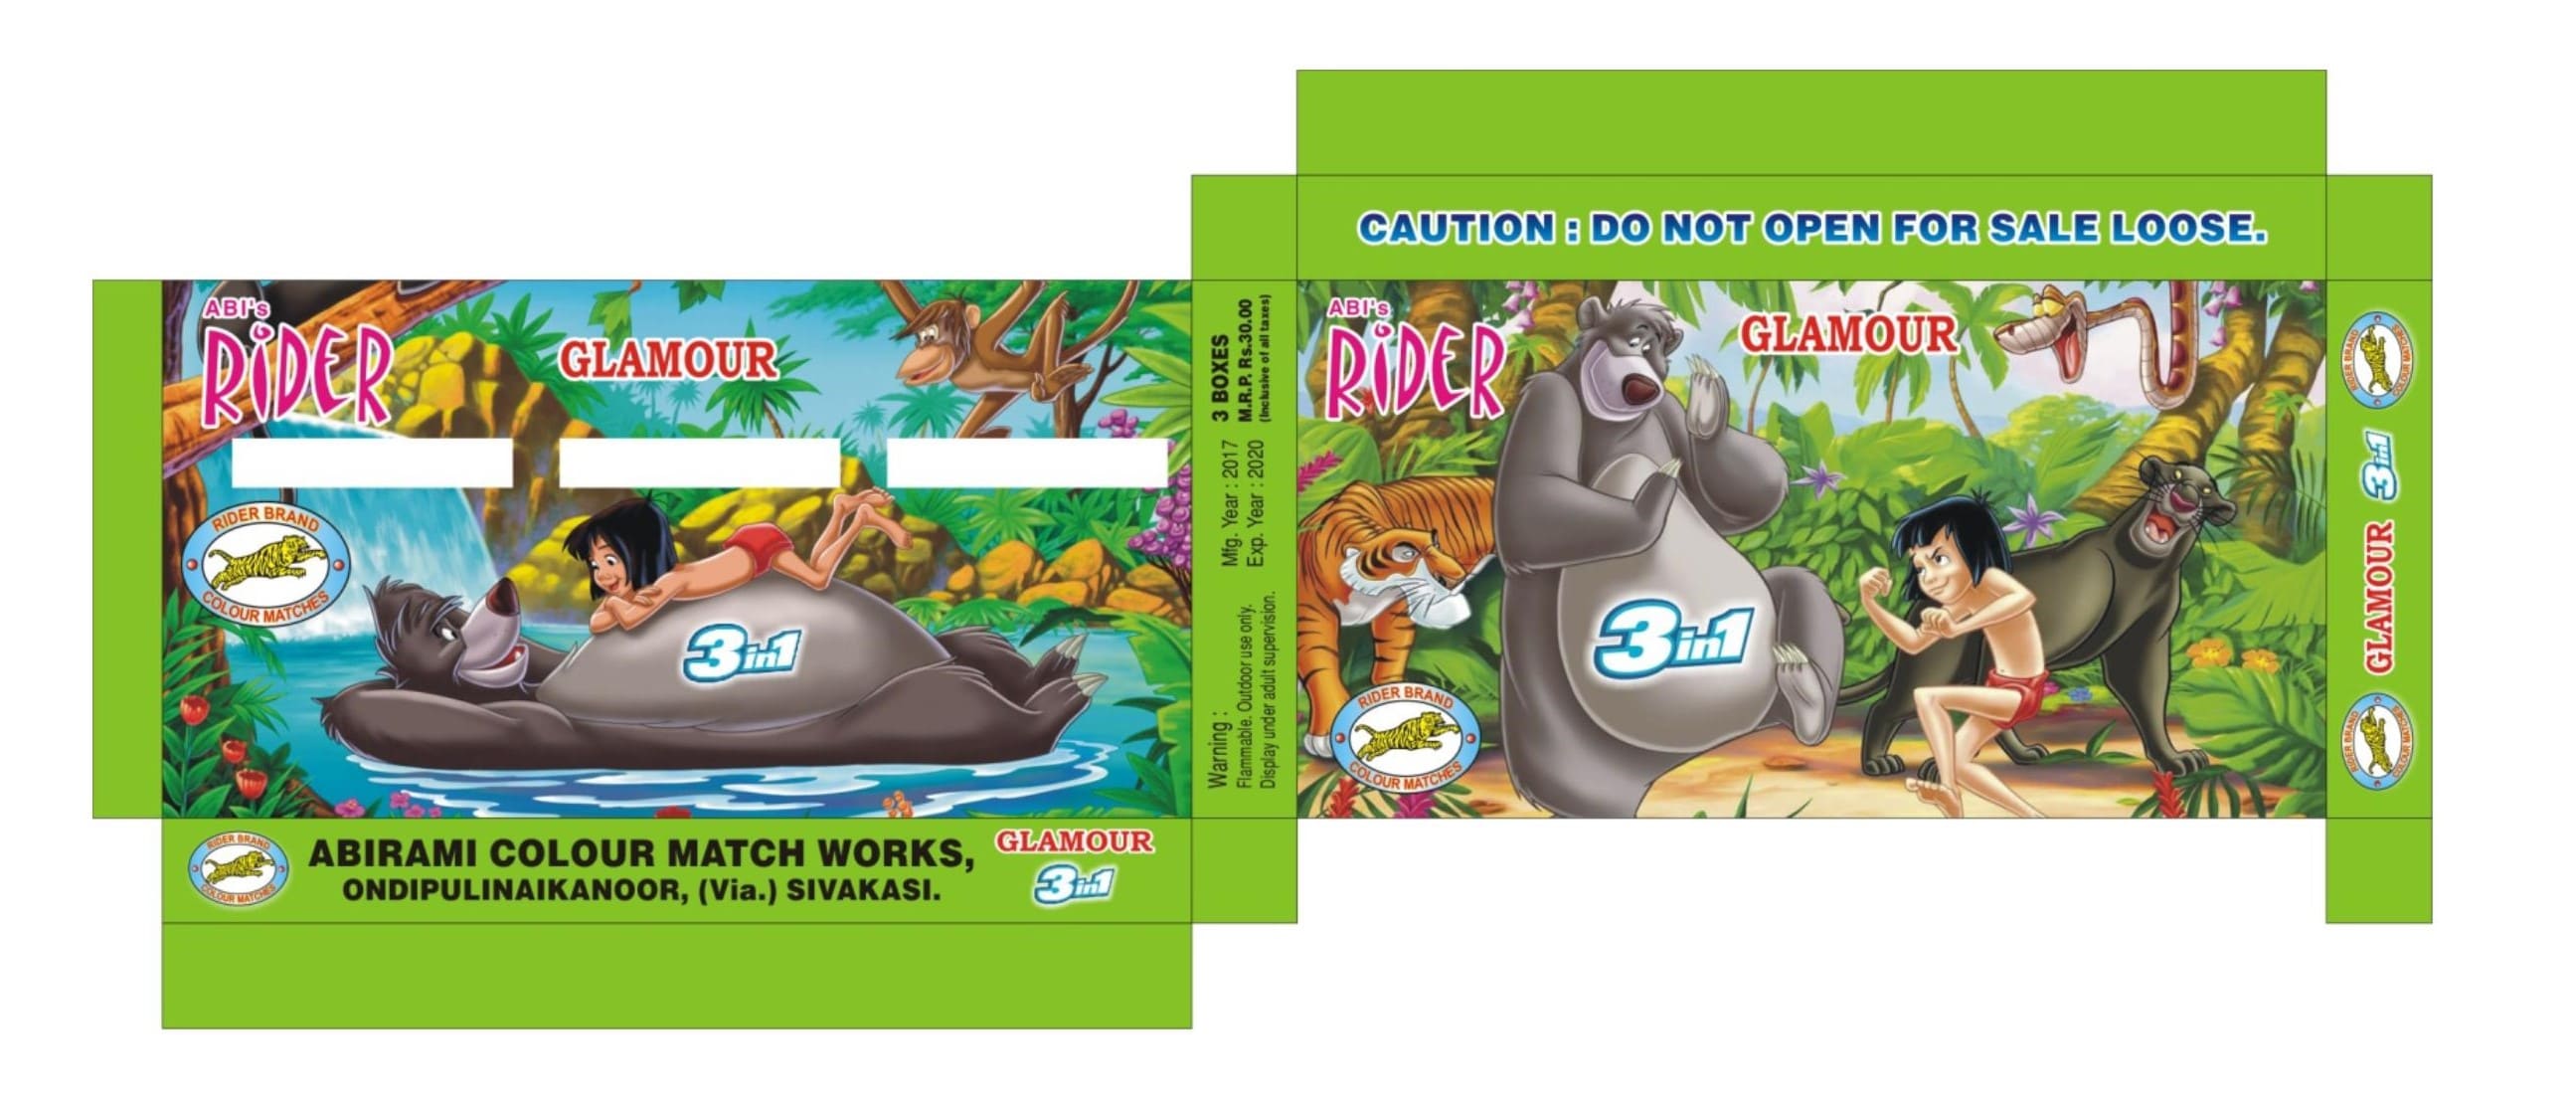 CAUTION : DO NOT OPEN FOR SALE LOOSE.
ABI's
RiDER
GLAMOUR
RIDER BRAND
COLOUR MATCHES
3in1
3 BOXES
M.R.P. Rs.30.00
(Inclusive of all taxes)
Mfg. Year : 2017
Exp. Year : 2020
Warning :
Flammable. Outdoor use only.
Display under adult supervision.
ABI's
RiDER
GLAMOUR
3in1
RIDER BRAND
COLOUR MATCHES
RIDER BRAND
COLOUR MATCHES
GLAMOUR 3in1
RIDER BRAND
COLOUR MATCHES
RIDER BRAND
COLOUR MATCHES
ABIRAMI COLOUR MATCH WORKS,
ONDIPULINAIKANOOR, (Via.) SIVAKASI.
GLAMOUR
3in1